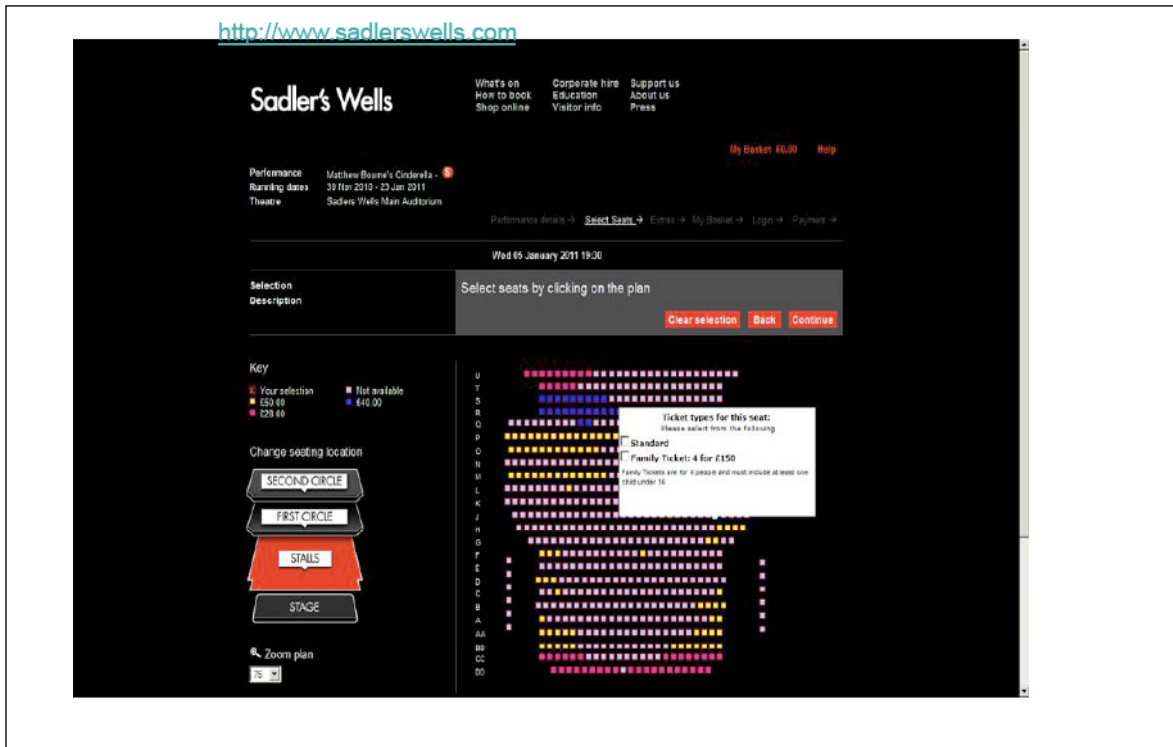 http://www.sadlerswells.com
Sadler's Wells
What's on Corporate hire Support us
How to book Education About us
Shop online Visitor info Press
My Basket £0.00 Help
Performance Matthew Bourne's Cinderella - S
Running dates 30 Nov 2010 - 23 Jan 2011
Theatre Sadlers Wells Main Auditorium
Performance details → Select Seats → Extras → My Basket → Login → Payment →
Wed 05 January 2011 19:30
Selection
Description
Select seats by clicking on the plan
Clear selection Back Continue
Key
Your selection Not available
£50.00 £40.00
£28.00
Change seating location
SECOND CIRCLE
FIRST CIRCLE
STALLS
STAGE
Zoom plan
75
U
T
S
R
Q
P
O
N
M
L
K
J
H
G
F
E
D
C
B
A
AA
BB
CC
DD
Ticket types for this seat:
Please select from the following
Standard
Family Ticket: 4 for £150
Family Tickets are for 4 people and must include at least one
child under 16